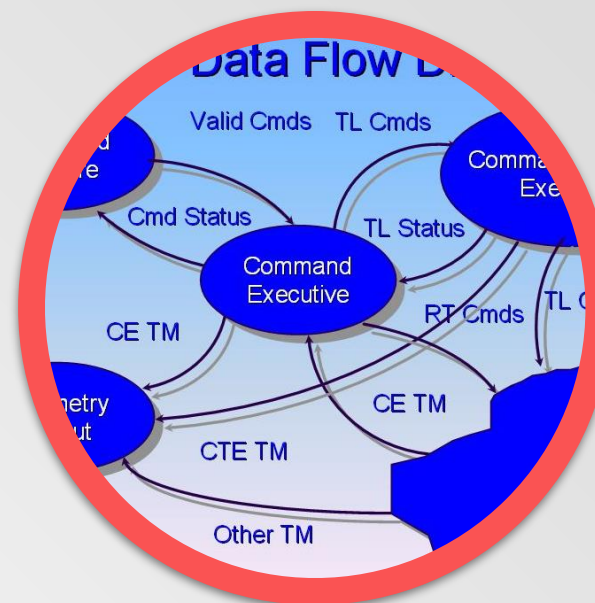 Data Flow
Valid Cmds
TL Cmds
Cmd Status
TL Status
Command
Executive
RT Cmds
CE TM
CE TM
CTE TM
Other TM
TL